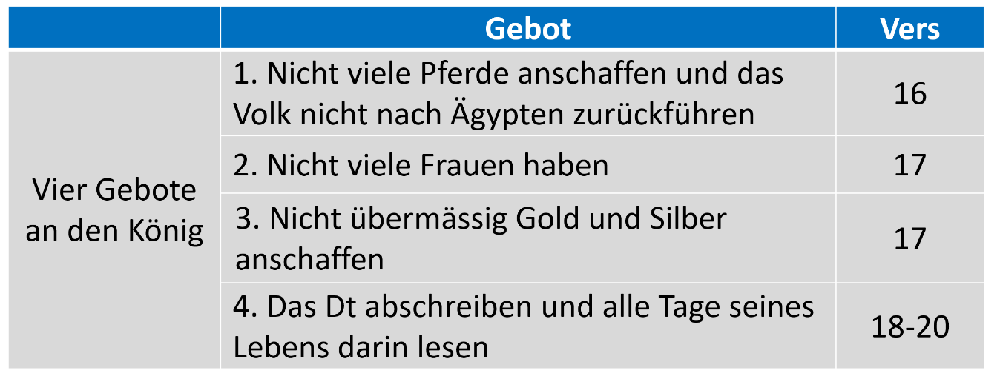 Gebot Vers
1. Nicht viele Pferde anschaffen und das
Volk nicht nach Ägypten zurückführen
16
2. Nicht viele Frauen haben
17
Vier Gebote
an den König
3. Nicht übermässig Gold und Silber
anschaffen
17
4. Das Dt abschreiben und alle Tage seines
Lebens darin lesen
18-20